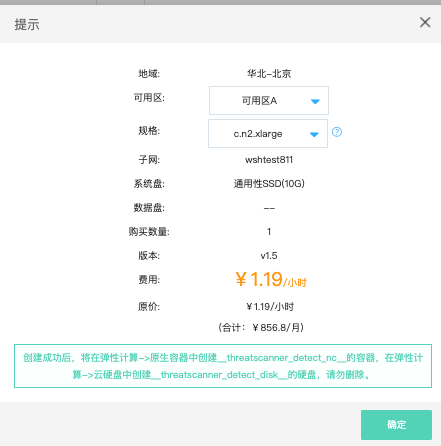 提示
地域: 华北-北京
可用区: 可用区A
规格: c.n2.xlarge ?
子网: wshtest811
系统盘: 通用性SSD(10G)
数据盘: --
购买数量: 1
版本: v1.5
费用: ¥1.19/小时
原价: ¥1.19/小时
(合计: ¥856.8/月)
创建成功后，将在弹性计算->原生容器中创建__threatscanner_detect_nc__的容器，在弹性计
算->云硬盘中创建__threatscanner_detect_disk__的硬盘，请勿删除。
确定